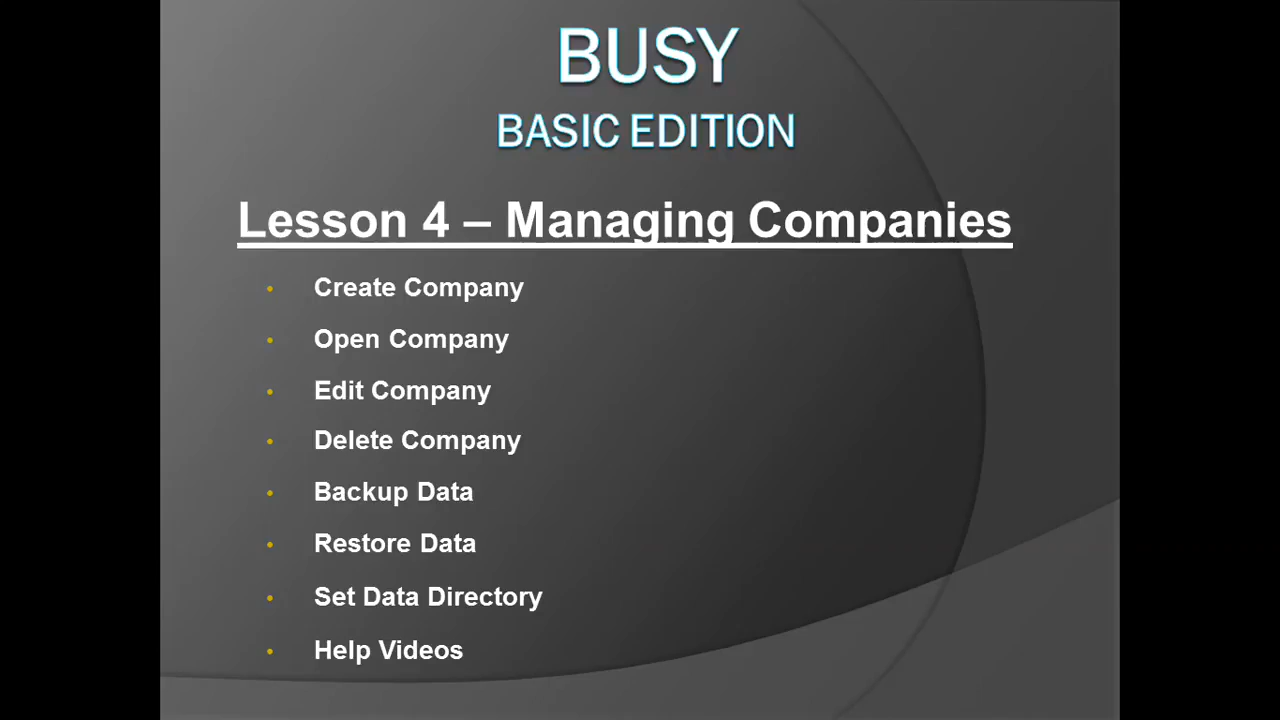 BUSY
BASIC EDITION
Lesson 4 – Managing Companies
• Create Company
• Open Company
• Edit Company
• Delete Company
• Backup Data
• Restore Data
• Set Data Directory
• Help Videos